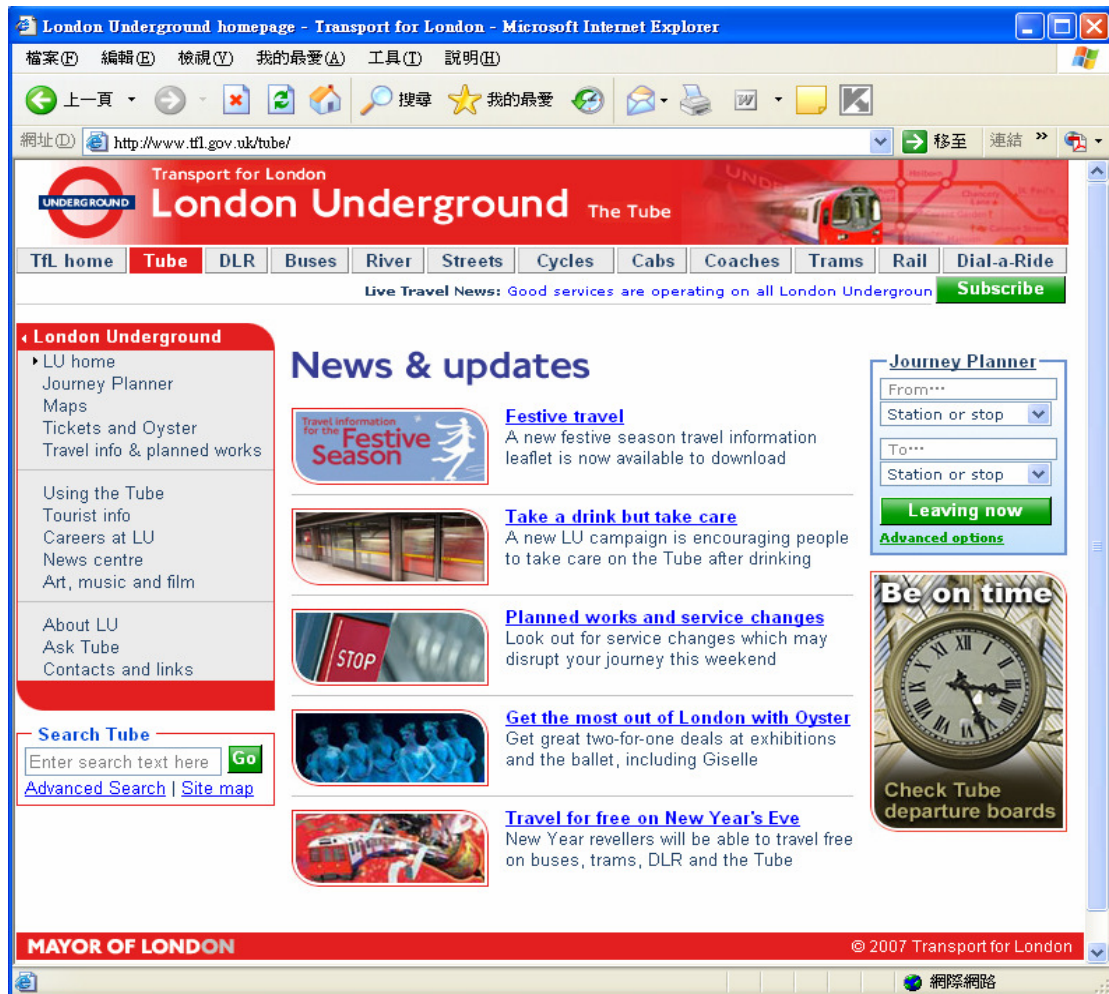 London Underground homepage - Transport for London - Microsoft Internet Explorer
檔案(F) 編輯(E) 檢視(V) 我的最愛(A) 工具(T) 說明(H)
上一頁 搜尋 我的最愛
網址(D) http://www.tfl.gov.uk/tube/ 移至 連結 »
Transport for London
UNDERGROUND London Underground The Tube
TfL home Tube DLR Buses River Streets Cycles Cabs Coaches Trams Rail Dial-a-Ride
Live Travel News: Good services are operating on all London Undergroun Subscribe
London Underground
LU home
Journey Planner
Maps
Tickets and Oyster
Travel info & planned works
Using the Tube
Tourist info
Careers at LU
News centre
Art, music and film
About LU
Ask Tube
Contacts and links
Search Tube
Enter search text here Go
Advanced Search | Site map
News & updates
Travel information
for the Festive
Season
Festive travel
A new festive season travel information
leaflet is now available to download
Take a drink but take care
A new LU campaign is encouraging people
to take care on the Tube after drinking
STOP
Planned works and service changes
Look out for service changes which may
disrupt your journey this weekend
Get the most out of London with Oyster
Get great two-for-one deals at exhibitions
and the ballet, including Giselle
Travel for free on New Year's Eve
New Year revellers will be able to travel free
on buses, trams, DLR and the Tube
Journey Planner
From···
Station or stop
To···
Station or stop
Leaving now
Advanced options
Be on time
XII I II III IIII V VI VII VIII IX X XI
Check Tube
departure boards
MAYOR OF LONDON © 2007 Transport for London
網際網路